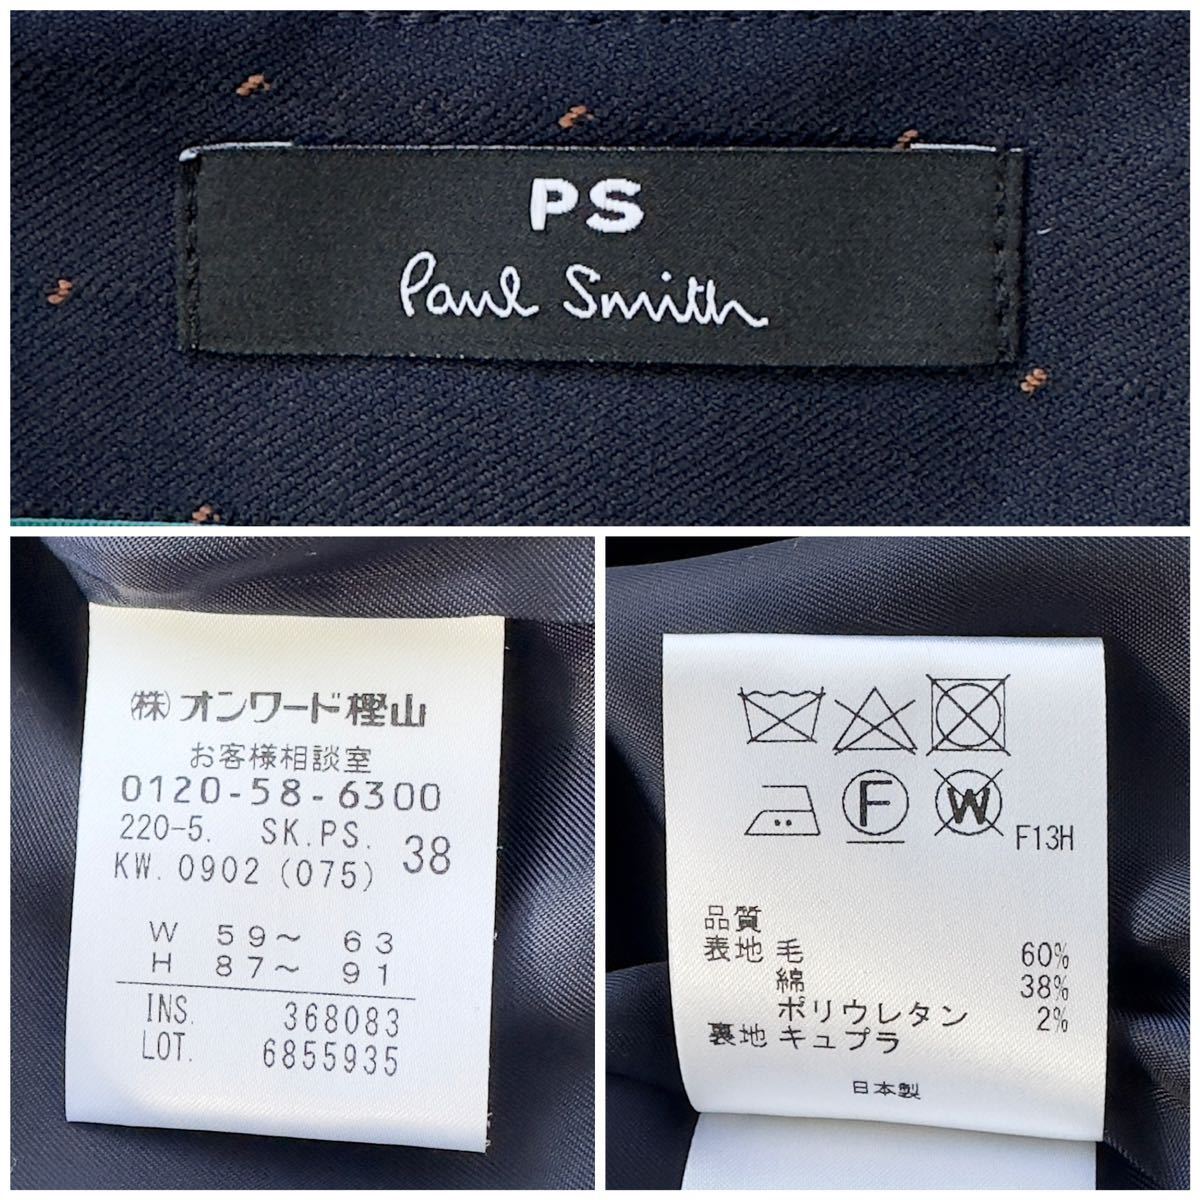 PS
Paul Smith
(株)オンワード樫山
お客様相談室
0120-58-6300
220-5. SK.PS. 38
KW. 0902 (075)
W 59〜 63
H 87〜 91
INS. 368083
LOT. 6855935
F
W
F13H
品質
表地 毛 60%
綿 38%
ポリウレタン 2%
裏地 キュプラ
日本製